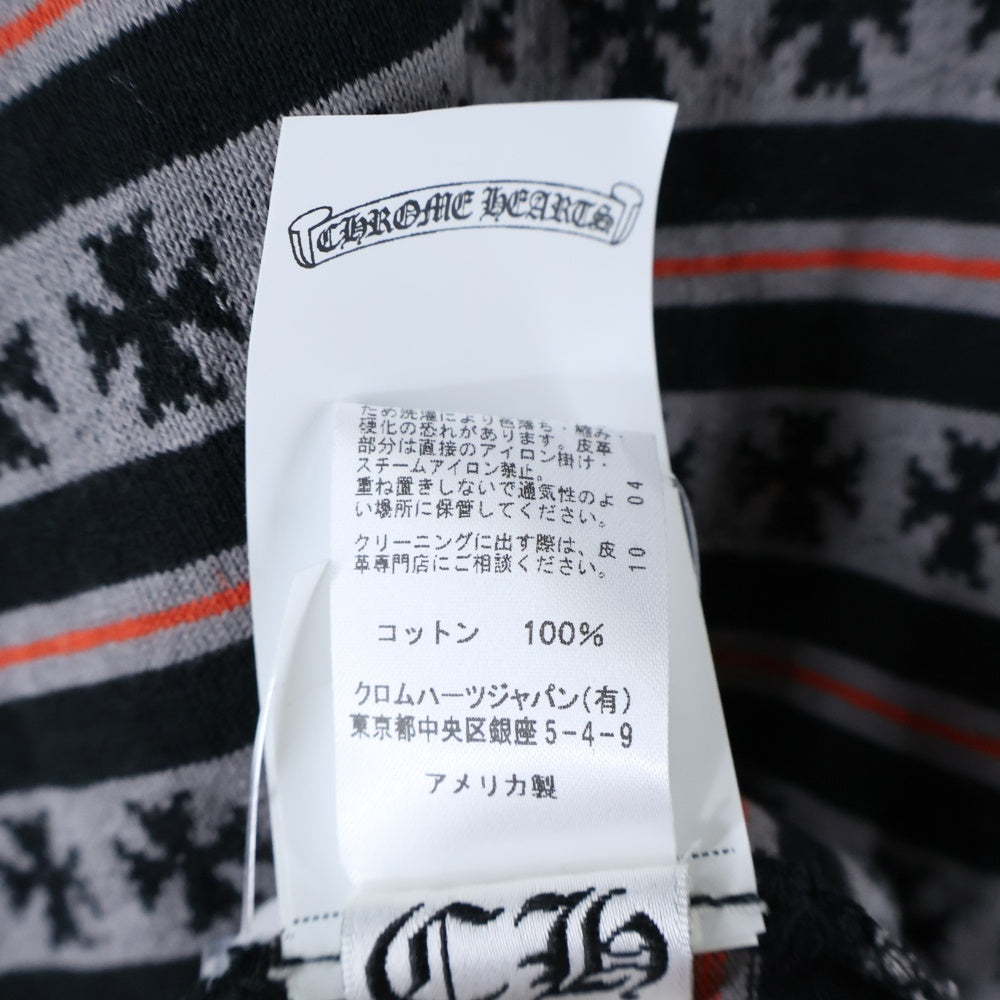 CHROME HEARTS
ため洗濯により色落ち・縮み・
硬化の恐れがあります。皮革
部分は直接のアイロン掛け・
スチームアイロン禁止。
重ね置きしないで通気性のよ
い場所に保管してください。
クリーニングに出す際は、皮
革専門店にご相談ください。
10 04
コットン 100%
クロムハーツジャパン(有)
東京都中央区銀座5-4-9
アメリカ製